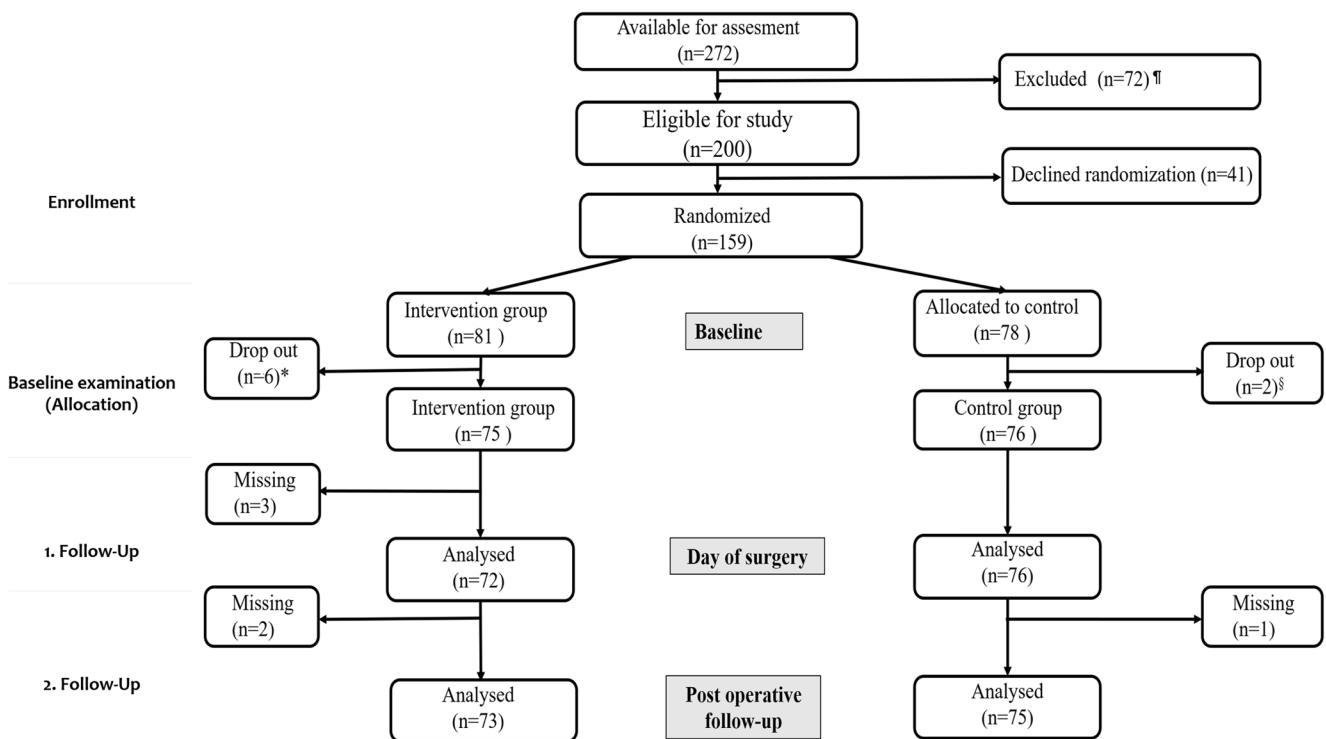 Available for assesment
(n=272)
Excluded (n=72) ¶
Eligible for study
(n=200)
Declined randomization (n=41)
Enrollment
Randomized
(n=159)
Intervention group
(n=81 )
Baseline
Allocated to control
(n=78 )
Drop out
(n=6)*
Drop out
(n=2)§
Baseline examination
(Allocation)
Intervention group
(n=75 )
Control group
(n=76 )
Missing
(n=3)
1. Follow-Up
Analysed
(n=72)
Day of surgery
Analysed
(n=76)
Missing
(n=2)
Missing
(n=1)
2. Follow-Up
Analysed
(n=73)
Post operative
follow-up
Analysed
(n=75)